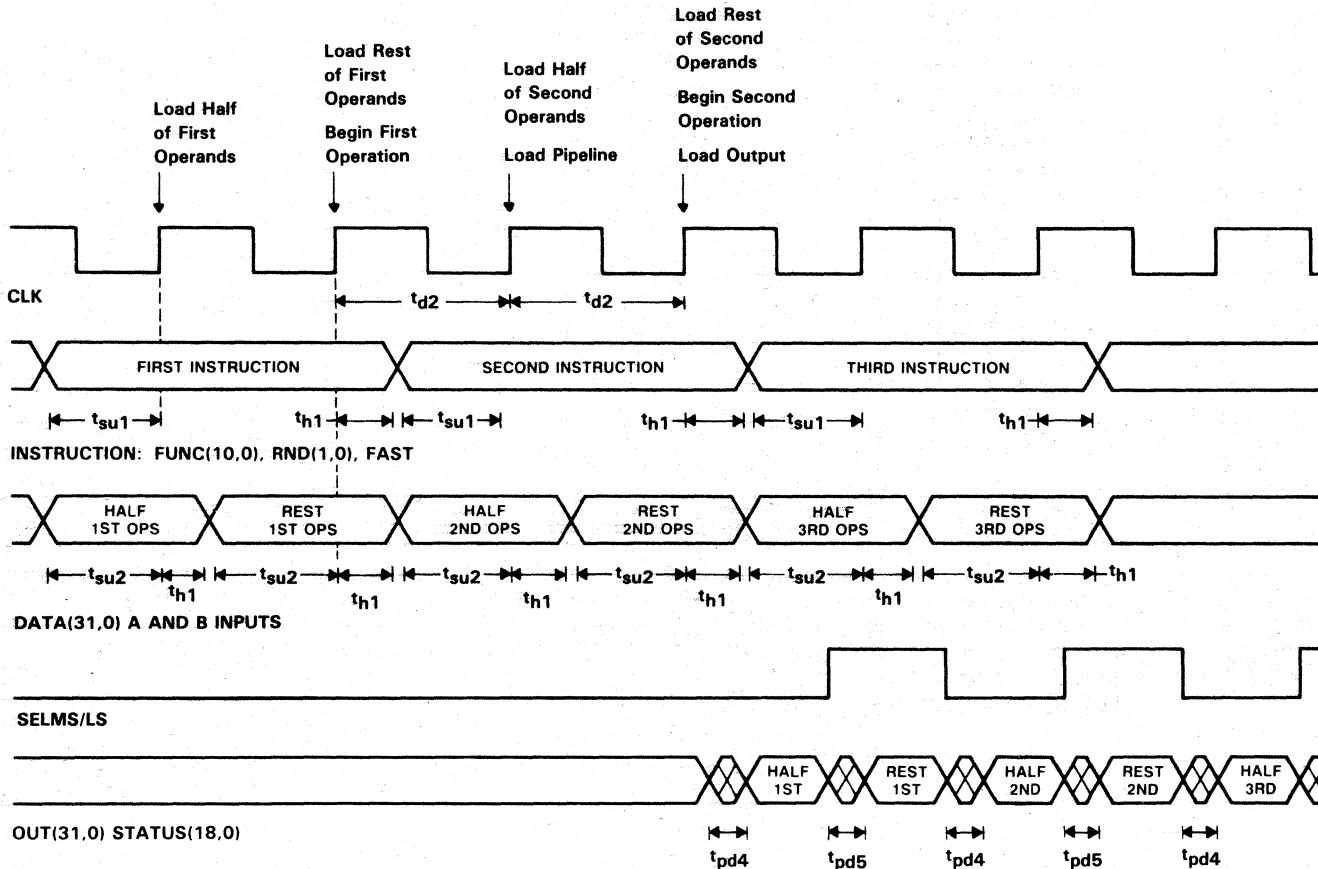 Load Half
of First
Operands
Load Rest
of First
Operands
Begin First
Operation
Load Half
of Second
Operands
Load Pipeline
Load Rest
of Second
Operands
Begin Second
Operation
Load Output
CLK
td2
td2
FIRST INSTRUCTION
SECOND INSTRUCTION
THIRD INSTRUCTION
tsu1
th1
tsu1
th1
tsu1
th1
INSTRUCTION: FUNC(10,0), RND(1,0), FAST
HALF
1ST OPS
REST
1ST OPS
HALF
2ND OPS
REST
2ND OPS
HALF
3RD OPS
REST
3RD OPS
tsu2
th1
tsu2
th1
tsu2
th1
tsu2
th1
tsu2
th1
tsu2
th1
DATA(31,0) A AND B INPUTS
SELMS/LS
HALF
1ST
REST
1ST
HALF
2ND
REST
2ND
HALF
3RD
OUT(31,0) STATUS(18,0)
tpd4
tpd5
tpd4
tpd5
tpd4